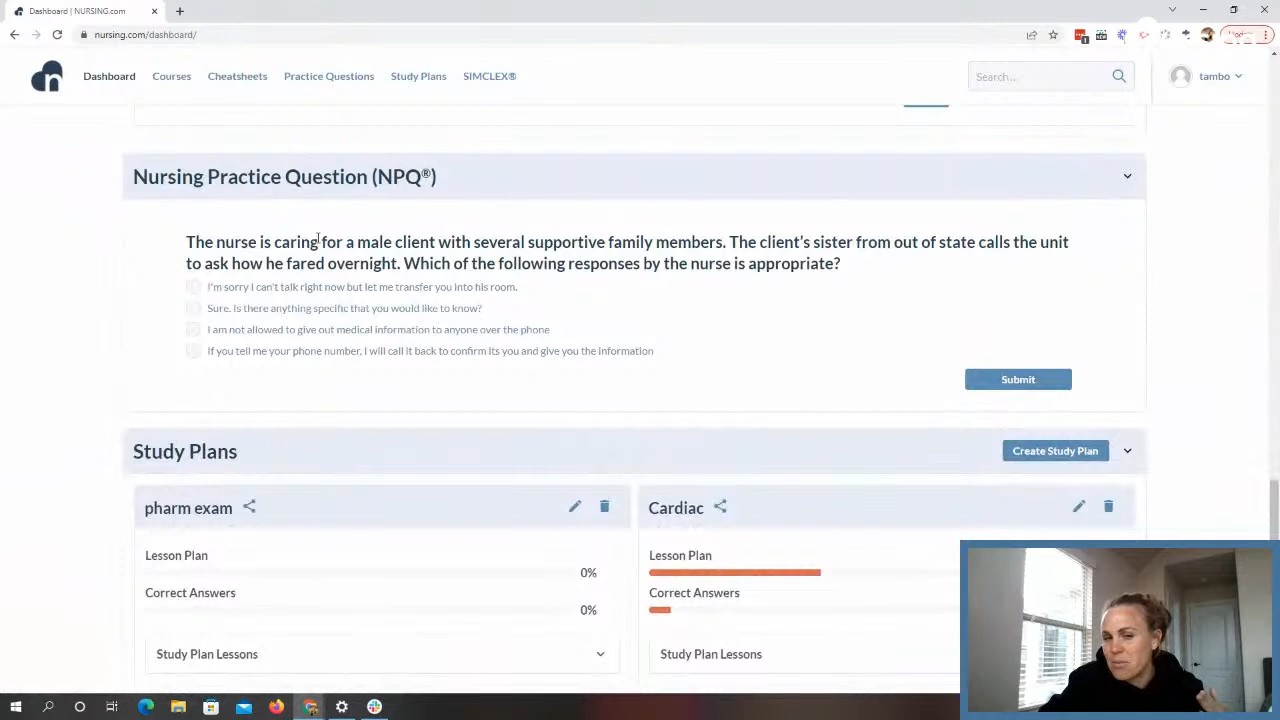 Dashboard | NURSING.com
nursing.com/dashboard/
Dashboard
Courses
Cheatsheets
Practice Questions
Study Plans
SIMCLEX®
Search...
tambo
Nursing Practice Question (NPQ®)
The nurse is caring for a male client with several supportive family members. The client’s sister from out of state calls the unit
to ask how he fared overnight. Which of the following responses by the nurse is appropriate?
I'm sorry I can't talk right now but let me transfer you into his room.
Sure. Is there anything specific that you would like to know?
I am not allowed to give out medical information to anyone over the phone
If you tell me your phone number, I will call it back to confirm its you and give you the information
Submit
Study Plans
Create Study Plan
pharm exam
Cardiac
Lesson Plan
0%
Lesson Plan
Correct Answers
0%
Correct Answers
Study Plan Lessons
Study Plan Lessons